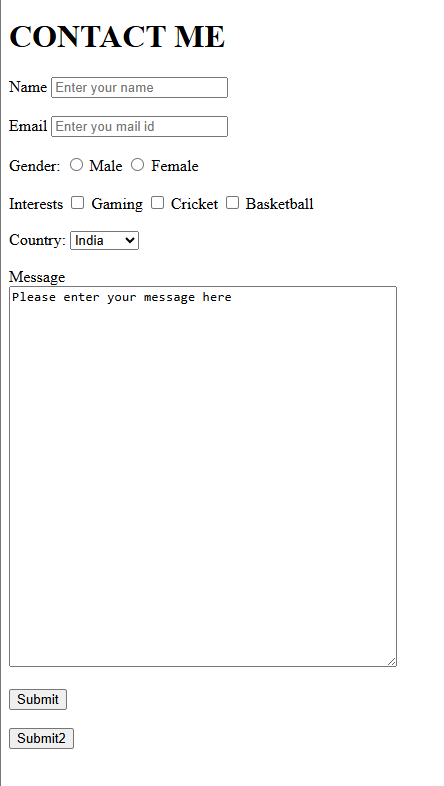 CONTACT ME
Name Enter your name
Email Enter you mail id
Gender: Male Female
Interests Gaming Cricket Basketball
Country: India
Message
Please enter your message here
Submit
Submit2